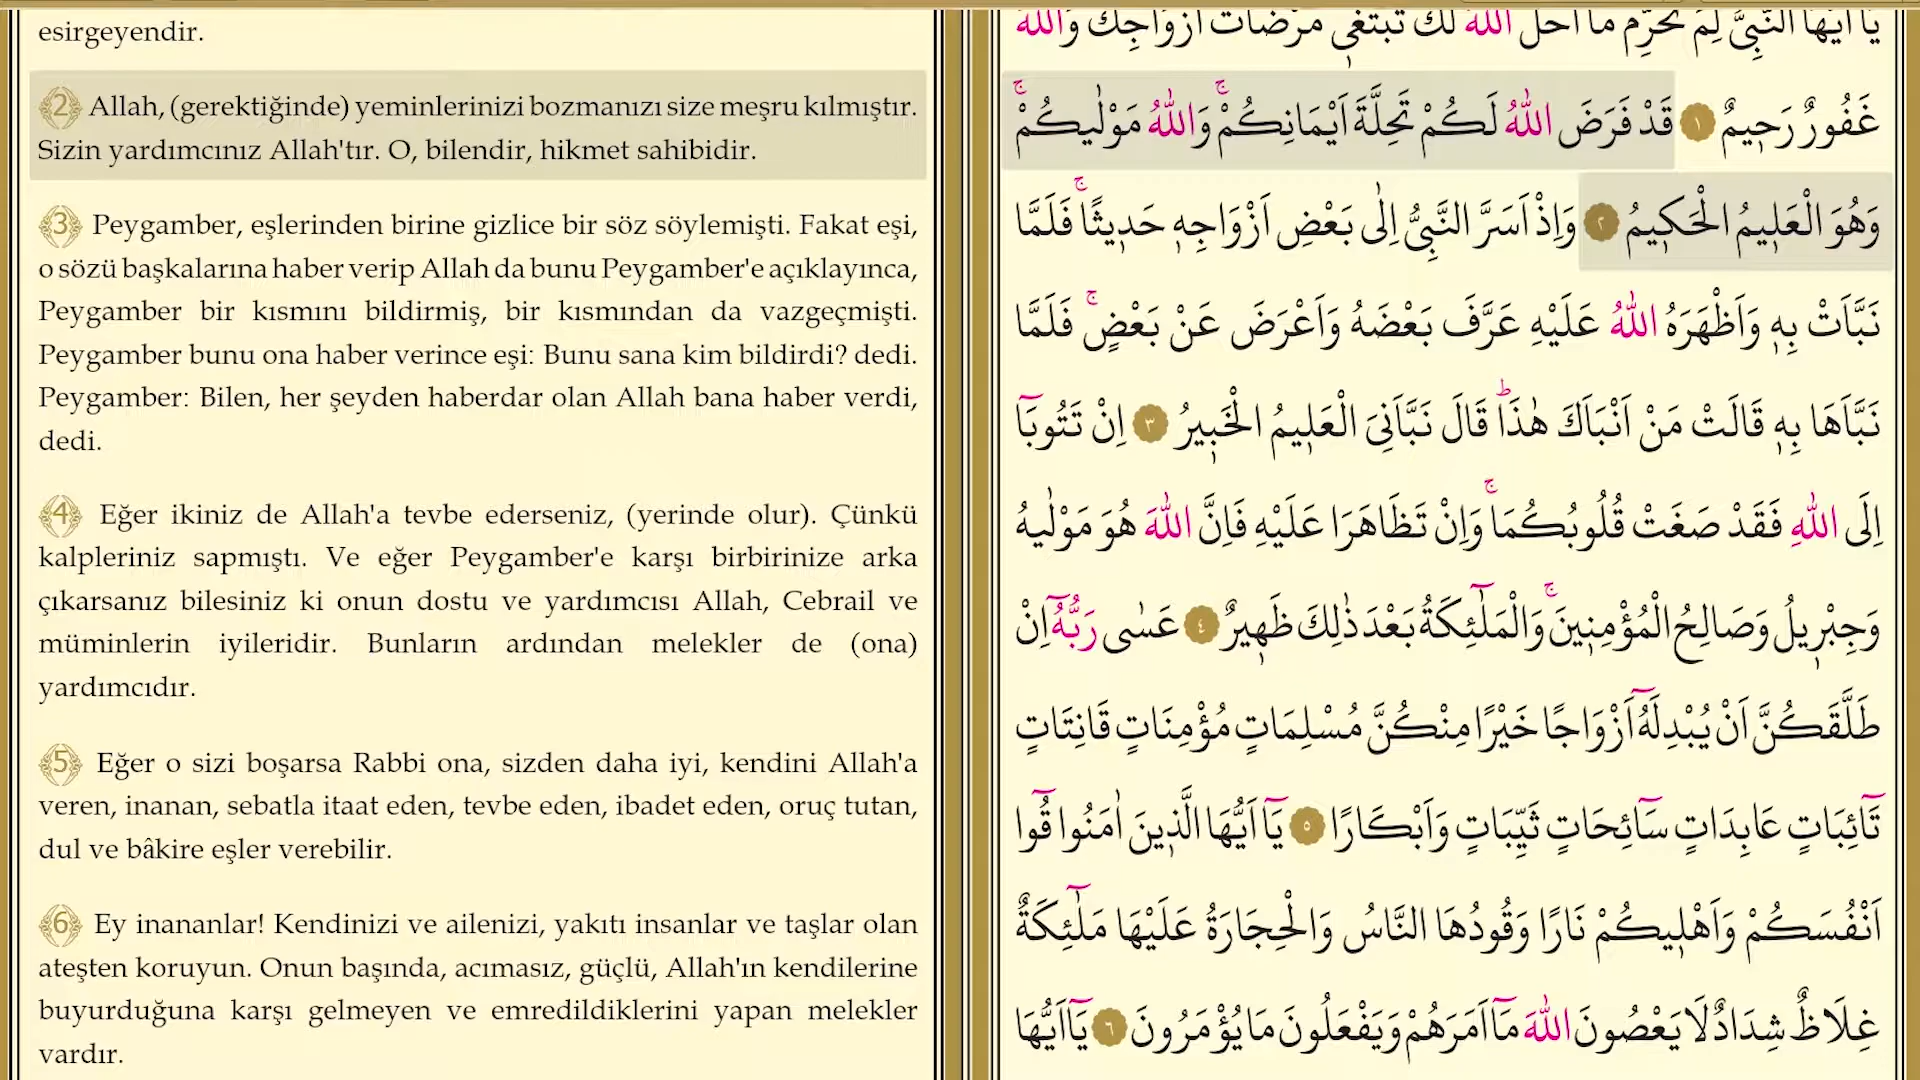 esirgeyendir.
2 Allah, (gerektiğinde) yeminlerinizi bozmanızı size meşru kılmıştır.
Sizin yardımcınız Allah'tır. O, bilendir, hikmet sahibidir.
3 Peygamber, eşlerinden birine gizlice bir söz söylemişti. Fakat eşi,
o sözü başkalarına haber verip Allah da bunu Peygamber'e açıklayınca,
Peygamber bir kısmını bildirmiş, bir kısmından da vazgeçmişti.
Peygamber bunu ona haber verince eşi: Bunu sana kim bildirdi? dedi.
Peygamber: Bilen, her şeyden haberdar olan Allah bana haber verdi,
dedi.
4 Eğer ikiniz de Allah'a tevbe ederseniz, (yerinde olur). Çünkü
kalpleriniz sapmıştı. Ve eğer Peygamber'e karşı birbirinize arka
çıkarsanız bilesiniz ki onun dostu ve yardımcısı Allah, Cebrail ve
müminlerin iyileridir. Bunların ardından melekler de (ona)
yardımcıdır.
5 Eğer o sizi boşarsa Rabbi ona, sizden daha iyi, kendini Allah'a
veren, inanan, sebatla itaat eden, tevbe eden, ibadet eden, oruç tutan,
dul ve bâkire eşler verebilir.
6 Ey inananlar! Kendinizi ve ailenizi, yakıtı insanlar ve taşlar olan
ateşten koruyun. Onun başında, acımasız, güçlü, Allah'ın kendilerine
buyurduğuna karşı gelmeyen ve emredildiklerini yapan melekler
vardır.
يَا اَيُّهَا النَّبِيُّ لِمَ تُحَرِّمُ مَا اَحَلَّ اللّٰهُ لَكَ تَبْتَغ۪ي مَرْضَاتَ اَزْوَاجِكَ وَاللّٰهُ
غَفُورٌ رَح۪يمٌ ١ قَدْ فَرَضَ اللّٰهُ لَكُمْ تَحِلَّةَ اَيْمَانِكُمْۚ وَاللّٰهُ مَوْلٰيكُمْۚ
وَهُوَ الْعَل۪يمُ الْحَك۪يمُ ٢ وَاِذْ اَسَرَّ النَّبِيُّ اِلٰى بَعْضِ اَزْوَاجِه۪ حَد۪يثًاۚ فَلَمَّا
نَبَّاَتْ بِه۪ وَاَظْهَرَهُ اللّٰهُ عَلَيْهِ عَرَّفَ بَعْضَهُ وَاَعْرَضَ عَنْ بَعْضٍۚ فَلَمَّا
نَبَّاَهَا بِه۪ قَالَتْ مَنْ اَنْبَاَكَ هٰذَاۜ قَالَ نَبَّاَنِيَ الْعَل۪يمُ الْخَب۪يرُ ٣ اِنْ تَتُوبَٓا
اِلَى اللّٰهِ فَقَدْ صَغَتْ قُلُوبُكُمَاۚ وَاِنْ تَظَاهَرَا عَلَيْهِ فَاِنَّ اللّٰهَ هُوَ مَوْلٰيهُ
وَجِبْر۪يلُ وَصَالِحُ الْمُؤْمِن۪ينَۚ وَالْمَلٰٓئِكَةُ بَعْدَ ذٰلِكَ ظَه۪يرٌ ٤ عَسٰى رَبُّهُٓ اِنْ
طَلَّقَكُنَّ اَنْ يُبْدِلَهُٓ اَزْوَاجًا خَيْرًا مِنْكُنَّ مُسْلِمَاتٍ مُؤْمِنَاتٍ قَانِتَاتٍ
تَٓائِبَاتٍ عَابِدَاتٍ سَٓائِحَاتٍ ثَيِّبَاتٍ وَاَبْكَارًا ٥ يَٓا اَيُّهَا الَّذ۪ينَ اٰمَنُوا قُٓوا
اَنْفُسَكُمْ وَاَهْل۪يكُمْ نَارًا وَقُودُهَا النَّاسُ وَالْحِجَارَةُ عَلَيْهَا مَلٰٓئِكَةٌ
غِلَاظٌ شِدَادٌ لَا يَعْصُونَ اللّٰهَ مَٓا اَمَرَهُمْ وَيَفْعَلُونَ مَا يُؤْمَرُونَ ٦ يَٓا اَيُّهَا